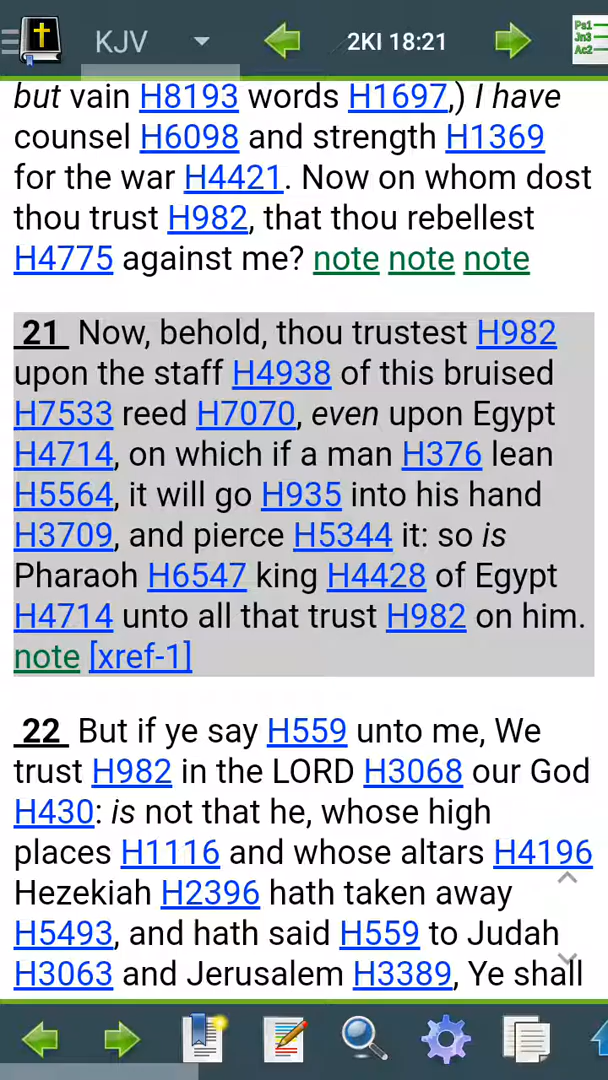 KJV
2KI 18:21
Ps1
Jn3
Ac2
but vain H8193 words H1697,) I have
counsel H6098 and strength H1369
for the war H4421. Now on whom dost
thou trust H982, that thou rebellest
H4775 against me? note note note
21 Now, behold, thou trustest H982
upon the staff H4938 of this bruised
H7533 reed H7070, even upon Egypt
H4714, on which if a man H376 lean
H5564, it will go H935 into his hand
H3709, and pierce H5344 it: so is
Pharaoh H6547 king H4428 of Egypt
H4714 unto all that trust H982 on him.
note [xref-1]
22 But if ye say H559 unto me, We
trust H982 in the LORD H3068 our God
H430: is not that he, whose high
places H1116 and whose altars H4196
Hezekiah H2396 hath taken away
H5493, and hath said H559 to Judah
H3063 and Jerusalem H3389, Ye shall